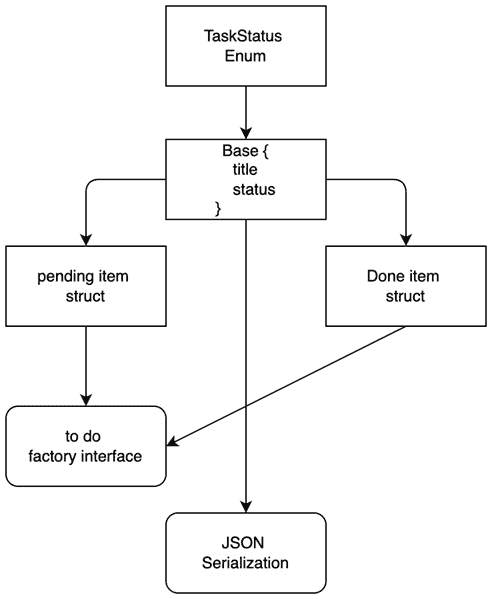 TaskStatus
Enum
Base {
title
status
}
pending item
struct
Done item
struct
to do
factory interface
JSON
Serialization